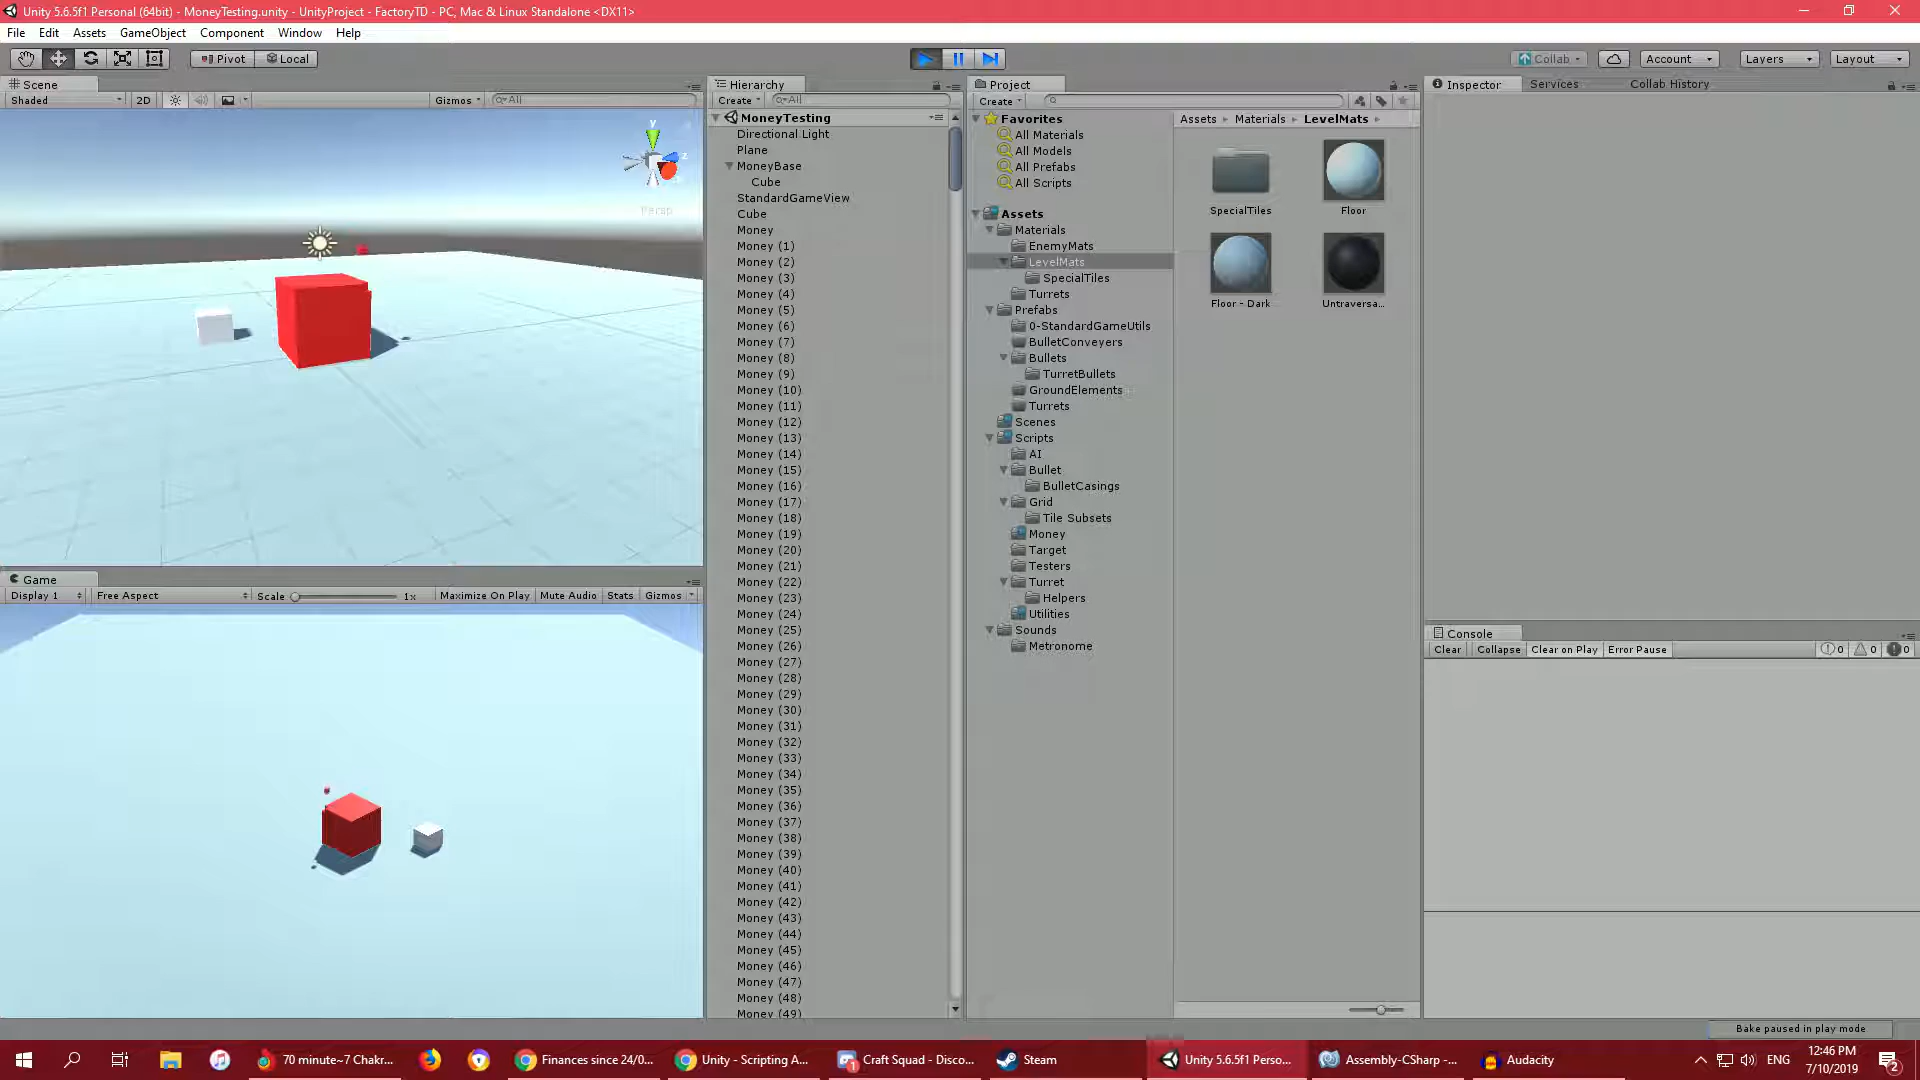 Unity 5.6.5f1 Personal (64bit) - MoneyTesting.unity - UnityProject - FactoryTD - PC, Mac & Linux Standalone <DX11>
File Edit Assets GameObject Component Window Help
Pivot Local Collab Account Layers Layout
Scene
Shaded 2D Gizmos All
y
z
Persp
Game
Display 1 Free Aspect Scale 1x Maximize On Play Mute Audio Stats Gizmos
Hierarchy
Create All
MoneyTesting
Directional Light
Plane
MoneyBase
Cube
StandardGameView
Cube
Money
Money (1)
Money (2)
Money (3)
Money (4)
Money (5)
Money (6)
Money (7)
Money (8)
Money (9)
Money (10)
Money (11)
Money (12)
Money (13)
Money (14)
Money (15)
Money (16)
Money (17)
Money (18)
Money (19)
Money (20)
Money (21)
Money (22)
Money (23)
Money (24)
Money (25)
Money (26)
Money (27)
Money (28)
Money (29)
Money (30)
Money (31)
Money (32)
Money (33)
Money (34)
Money (35)
Money (36)
Money (37)
Money (38)
Money (39)
Money (40)
Money (41)
Money (42)
Money (43)
Money (44)
Money (45)
Money (46)
Money (47)
Money (48)
Money (49)
Project
Create
Favorites
All Materials
All Models
All Prefabs
All Scripts
Assets
Materials
EnemyMats
LevelMats
SpecialTiles
Turrets
Prefabs
0-StandardGameUtils
BulletConveyers
Bullets
TurretBullets
GroundElements
Turrets
Scenes
Scripts
AI
Bullet
BulletCasings
Grid
Tile Subsets
Money
Target
Testers
Turret
Helpers
Utilities
Sounds
Metronome
Assets Materials LevelMats
SpecialTiles Floor
Floor - Dark Untraversa...
Inspector Services Collab History
Console
Clear Collapse Clear on Play Error Pause 0 0 0
Bake paused in play mode
70 minute~7 Chakr... Finances since 24/0... Unity - Scripting A... Craft Squad - Disco... Steam Unity 5.6.5f1 Perso... Assembly-CSharp -... Audacity ENG
1
12:46 PM
7/10/2019
2